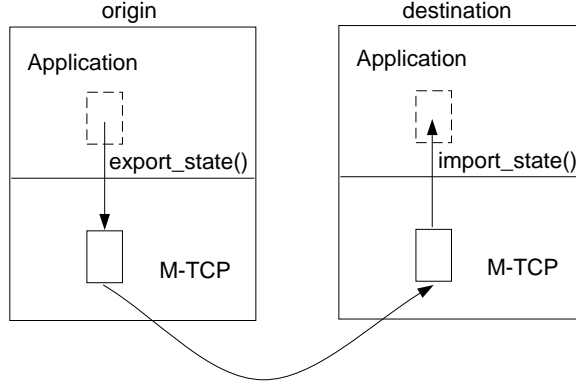 origin
destination
Application
Application
export_state()
import_state()
M-TCP
M-TCP